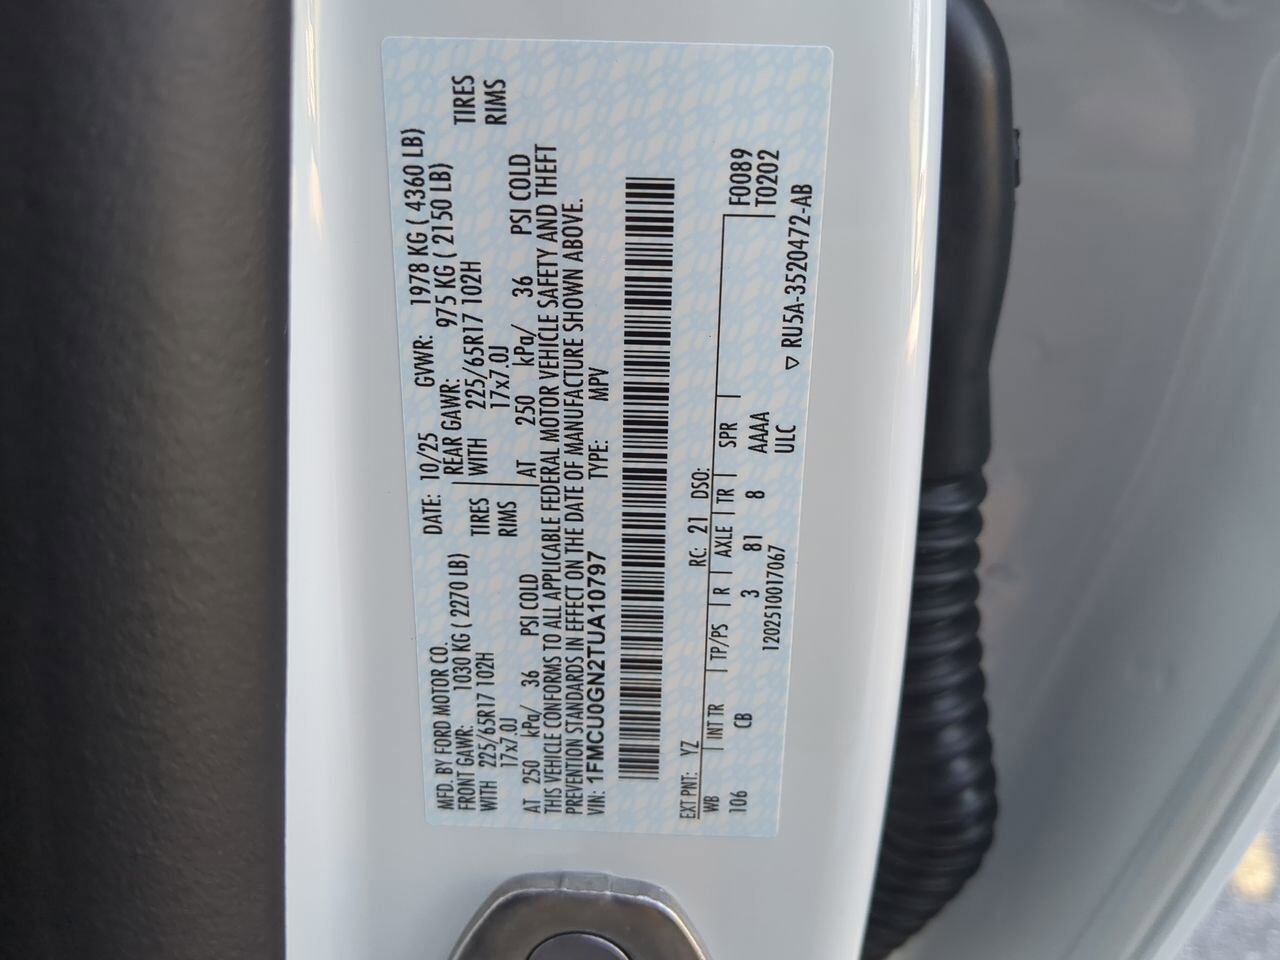 MFD. BY FORD MOTOR CO. DATE: 10/25 GVWR: 1978 KG ( 4360 LB)
FRONT GAWR: 1030 KG ( 2270 LB) REAR GAWR: 975 KG ( 2150 LB)
WITH 225/65R17 102H TIRES WITH 225/65R17 102H TIRES
17x7.0J RIMS 17x7.0J RIMS
AT 250 kPa/ 36 PSI COLD AT 250 kPa/ 36 PSI COLD
THIS VEHICLE CONFORMS TO ALL APPLICABLE FEDERAL MOTOR VEHICLE SAFETY AND THEFT
PREVENTION STANDARDS IN EFFECT ON THE DATE OF MANUFACTURE SHOWN ABOVE.
VIN: 1FMCU0GN2TUA10797 TYPE: MPV
EXT PNT: YZ RC: 21 DSO:
WB INT TR TP/PS R AXLE TR SPR F0089
106 CB 3 81 8 AAAA T0202
120251001​7067 ULC
▽ RU5A-3520472-AB